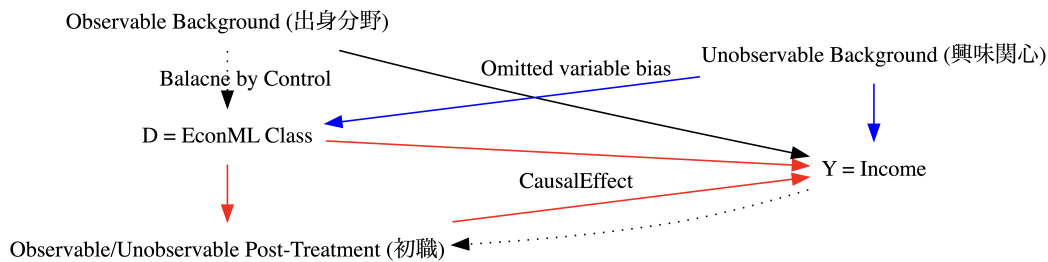 Observable Background (出身分野)
Unobservable Background (興味関心)
Omitted variable bias
Balacne by Control
D = EconML Class
Y = Income
CausalEffect
Observable/Unobservable Post-Treatment (初職)